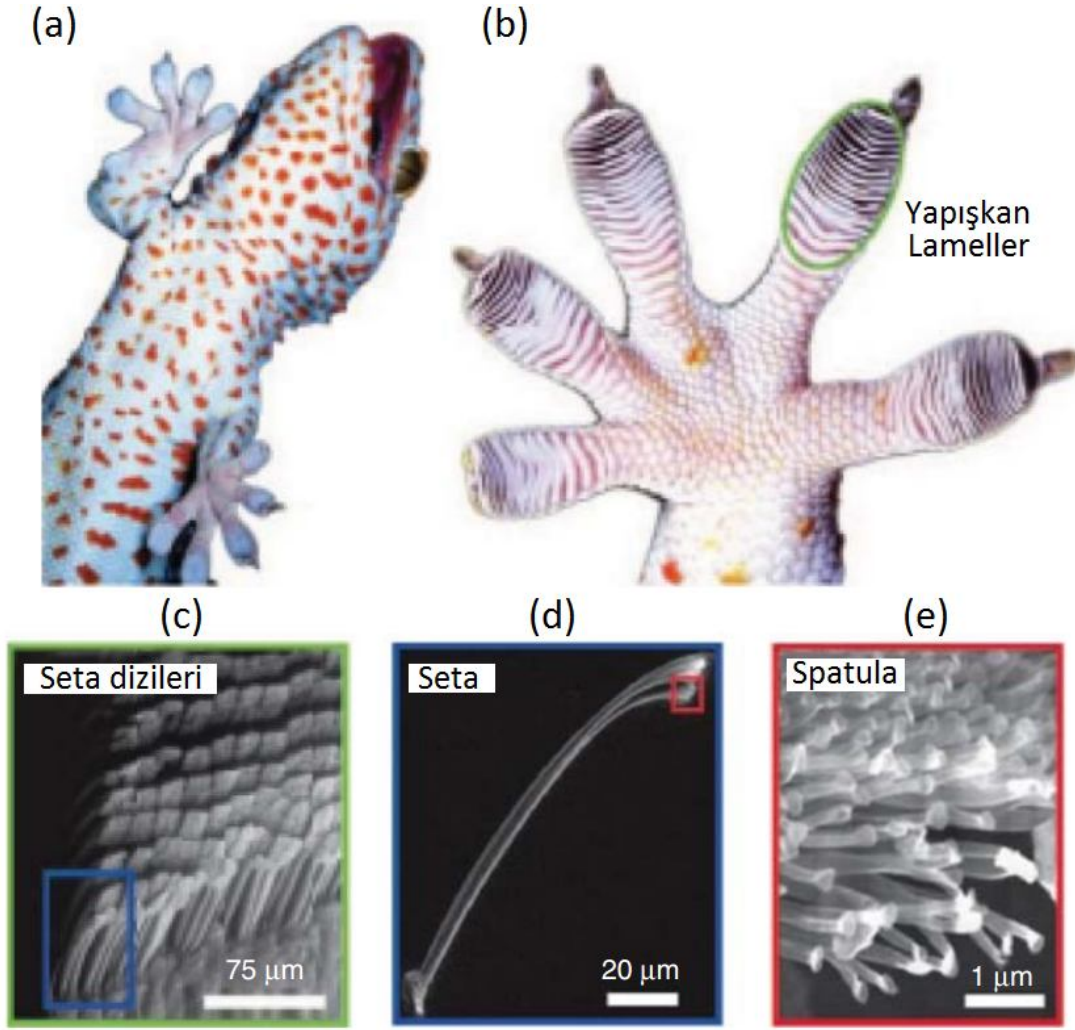 (a)
(b)
Yapışkan
Lameller
(c)
(d)
(e)
Seta dizileri
Seta
Spatula
75 μm
20 μm
1 μm